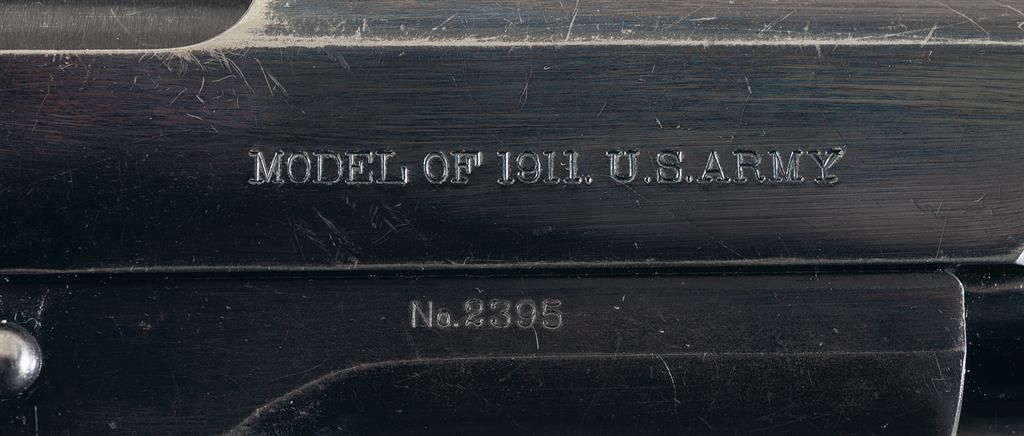 MODEL OF 1911. U.S.ARMY
No.2395